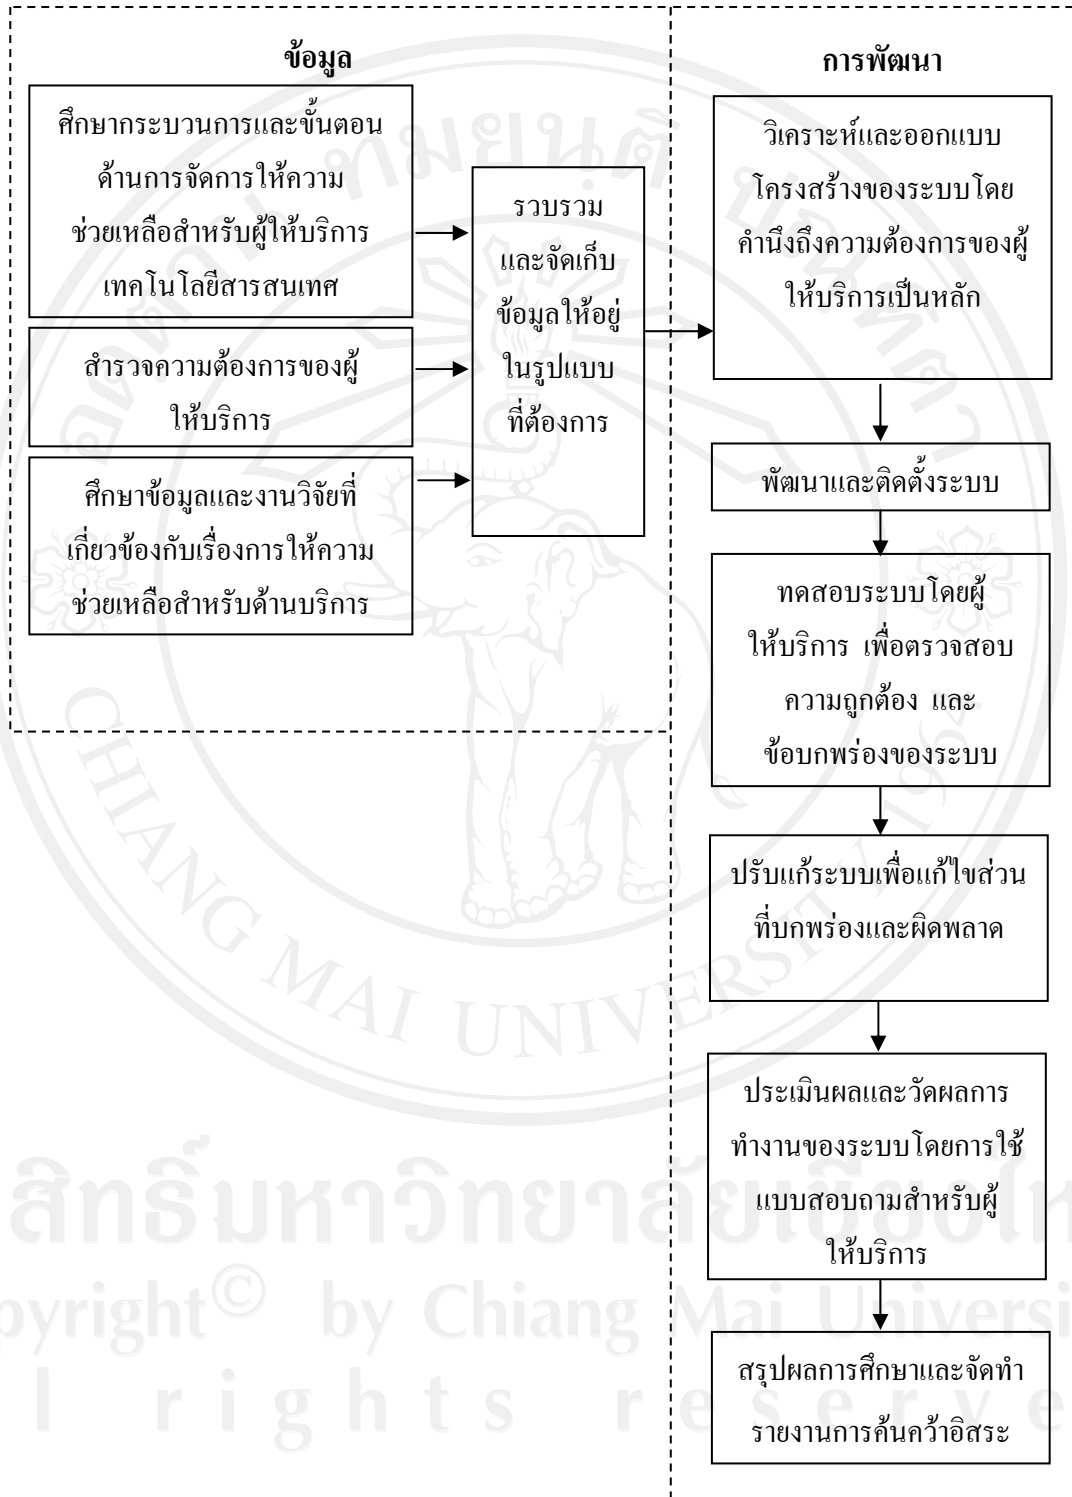 ข้อมูล
ศึกษากระบวนการและขั้นตอน
ด้านการจัดการให้ความ
ช่วยเหลือสำหรับผู้ให้บริการ
เทคโนโลยีสารสนเทศ
สำรวจความต้องการของผู้
ให้บริการ
ศึกษาข้อมูลและงานวิจัยที่
เกี่ยวข้องกับเรื่องการให้ความ
ช่วยเหลือสำหรับด้านบริการ
รวบรวม
และจัดเก็บ
ข้อมูลให้อยู่
ในรูปแบบ
ที่ต้องการ
การพัฒนา
วิเคราะห์และออกแบบ
โครงสร้างของระบบโดย
คำนึงถึงความต้องการของผู้
ให้บริการเป็นหลัก
พัฒนาและติดตั้งระบบ
ทดสอบระบบโดยผู้
ให้บริการ เพื่อตรวจสอบ
ความถูกต้อง และ
ข้อบกพร่องของระบบ
ปรับแก้ระบบเพื่อแก้ไขส่วน
ที่บกพร่องและผิดพลาด
ประเมินผลและวัดผลการ
ทำงานของระบบโดยการใช้
แบบสอบถามสำหรับผู้
ให้บริการ
สรุปผลการศึกษาและจัดทำ
รายงานการค้นคว้าอิสระ
CHIANG MAI UNIVERSITY 1964
สิทธิ์มหาวิทยาลัยเชียงให
pyright© by Chiang Mai Universi
l rights reserve